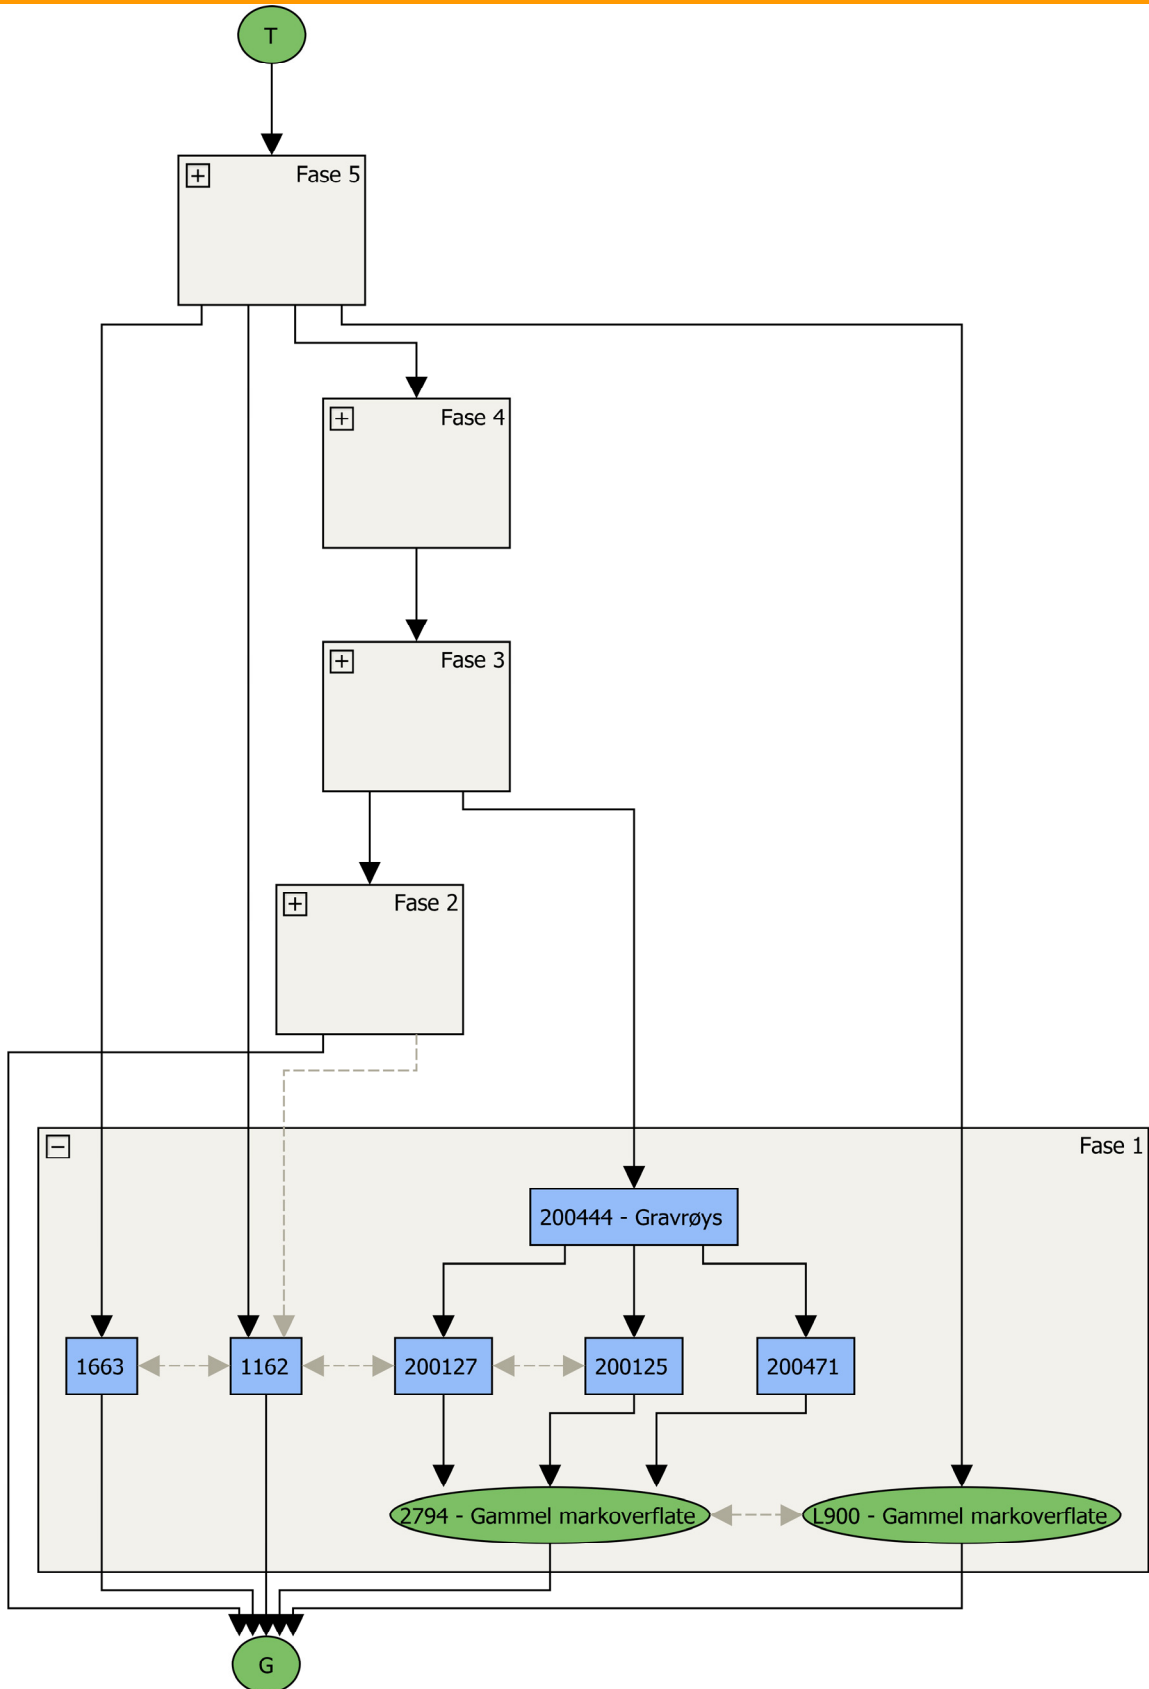 T
Fase 5
Fase 4
Fase 3
Fase 2
Fase 1
200444 - Gravrøys
1663
1162
200127
200125
200471
2794 - Gammel markoverflate
L900 - Gammel markoverflate
G